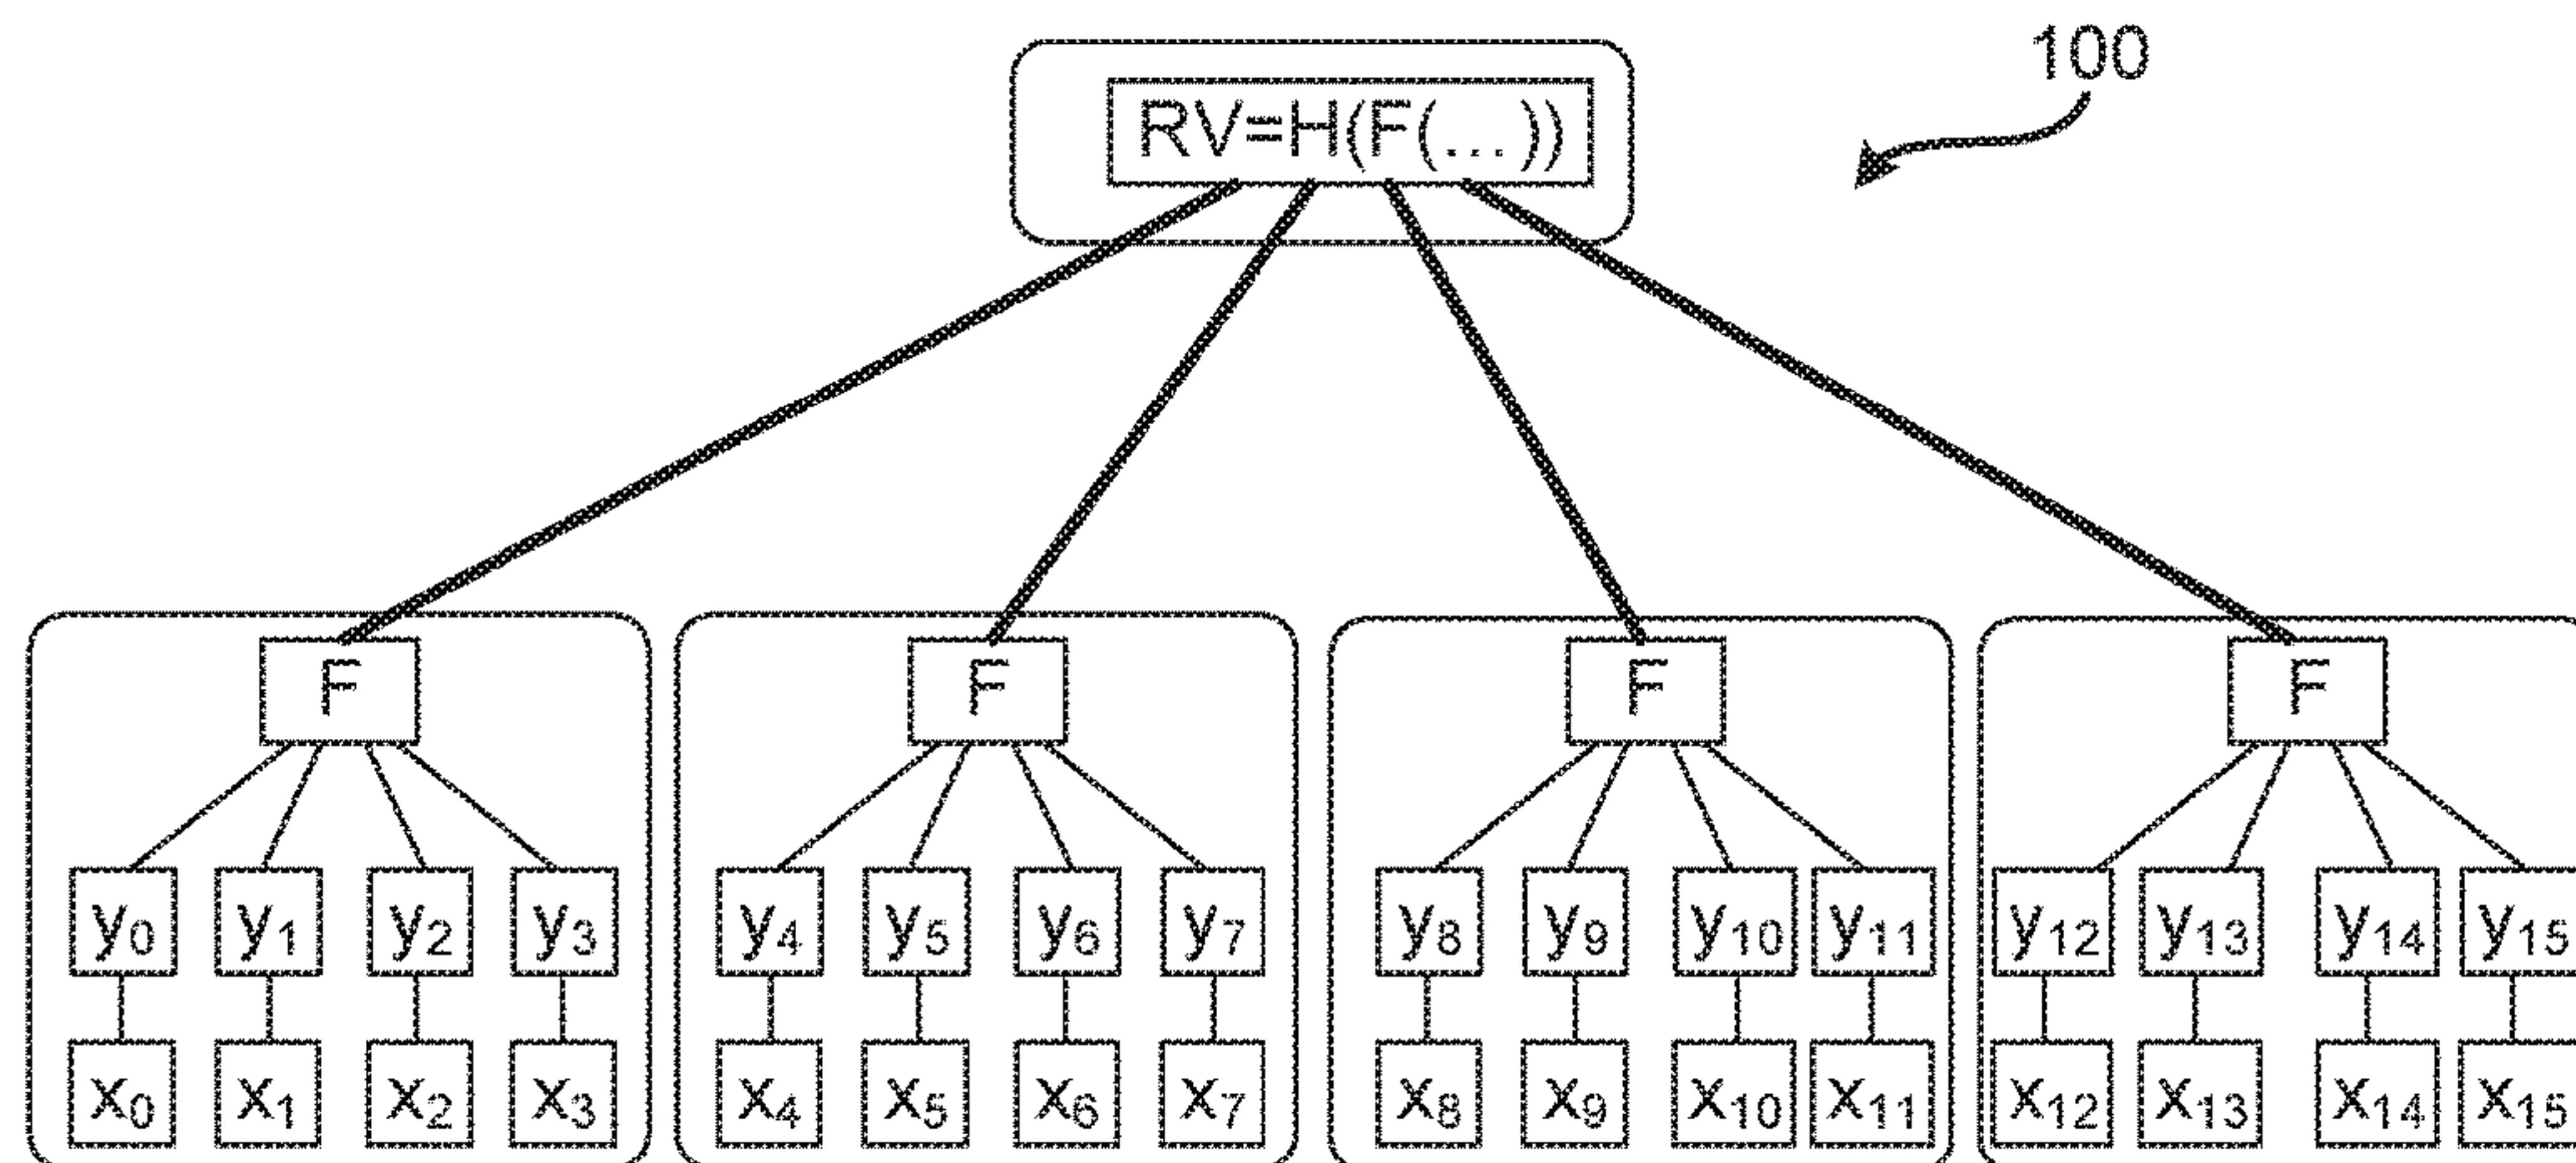 100
RV=H(F(...))
F F F F
y₀ y₁ y₂ y₃ y₄ y₅ y₆ y₇ y₈ y₉ y₁₀ y₁₁ y₁₂ y₁₃ y₁₄ y₁₅
x₀ x₁ x₂ x₃ x₄ x₅ x₆ x₇ x₈ x₉ x₁₀ x₁₁ x₁₂ x₁₃ x₁₄ x₁₅